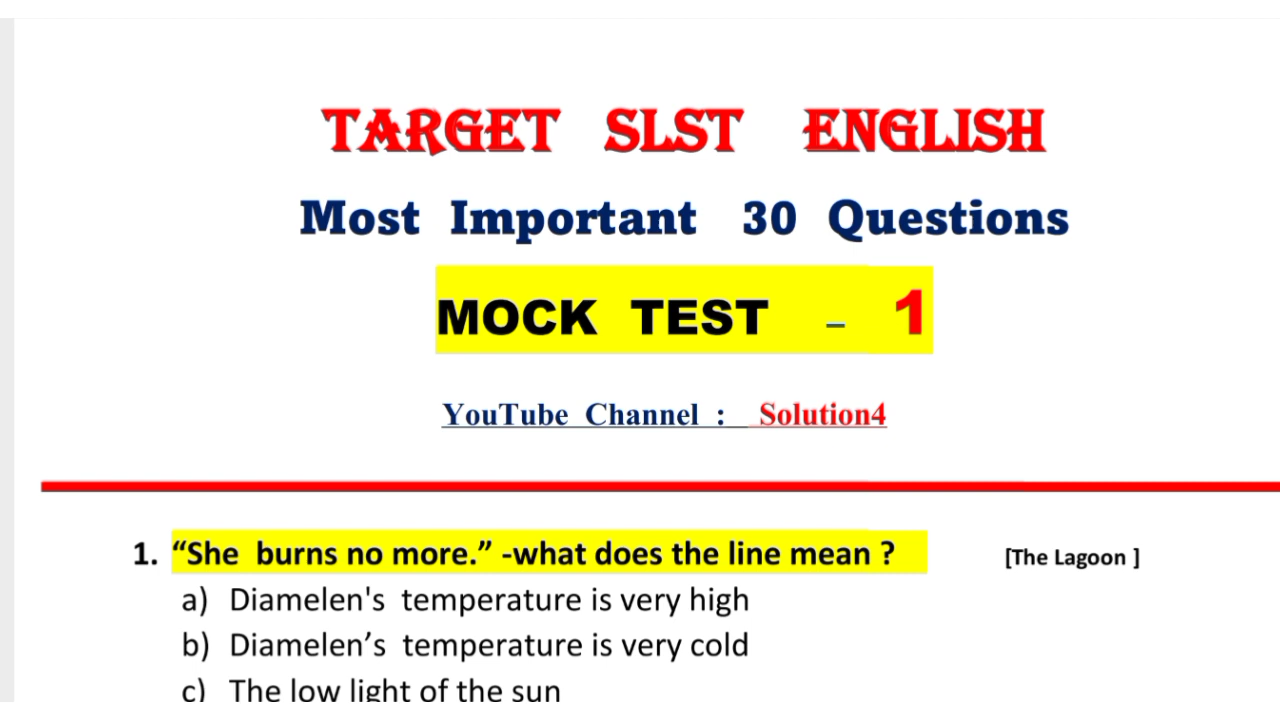 TARGET SLST ENGLISH
Most Important 30 Questions
MOCK TEST - 1
YouTube Channel : Solution4
1. “She burns no more.” -what does the line mean ? [The Lagoon ]
a) Diamelen's temperature is very high
b) Diamelen’s temperature is very cold
c) The low light of the sun